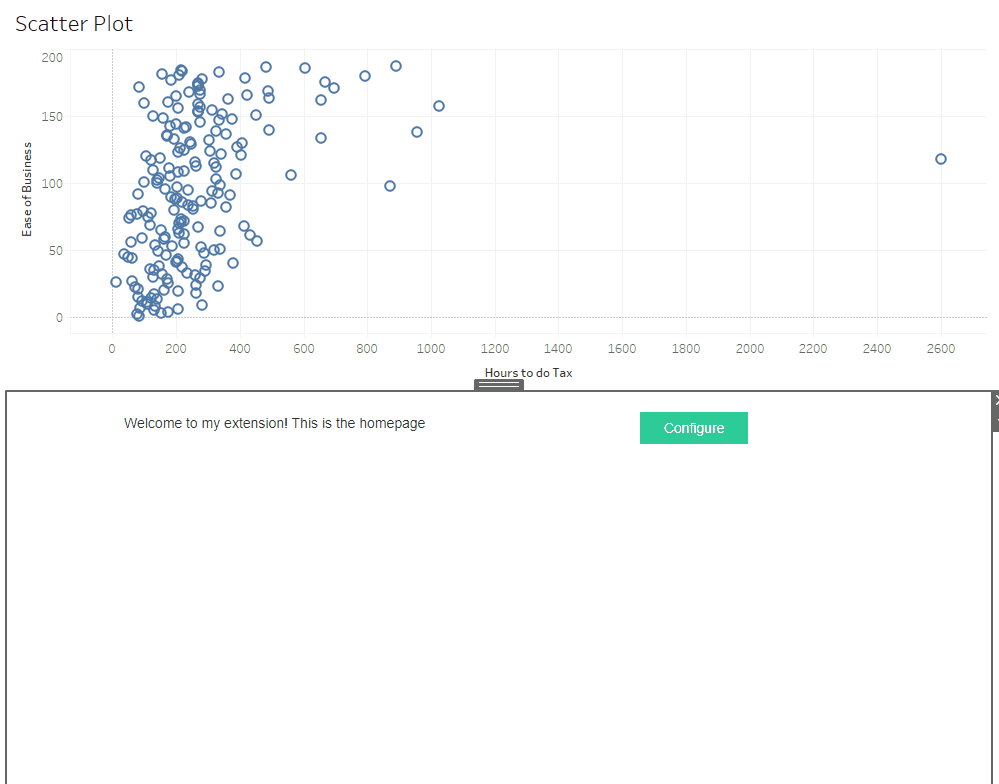 Scatter Plot
200
150
100
50
0
Ease of Business
0 200 400 600 800 1000 1200 1400 1600 1800 2000 2200 2400 2600
Hours to do Tax
Welcome to my extension! This is the homepage
Configure